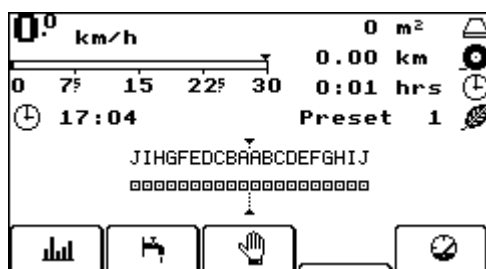 0.0 km/h 0 m²
0.00 km
0 7.5 15 22.5 30 0:01 hrs
17:04 Preset 1
JIHGFEDCBAABCDEFGHIJ